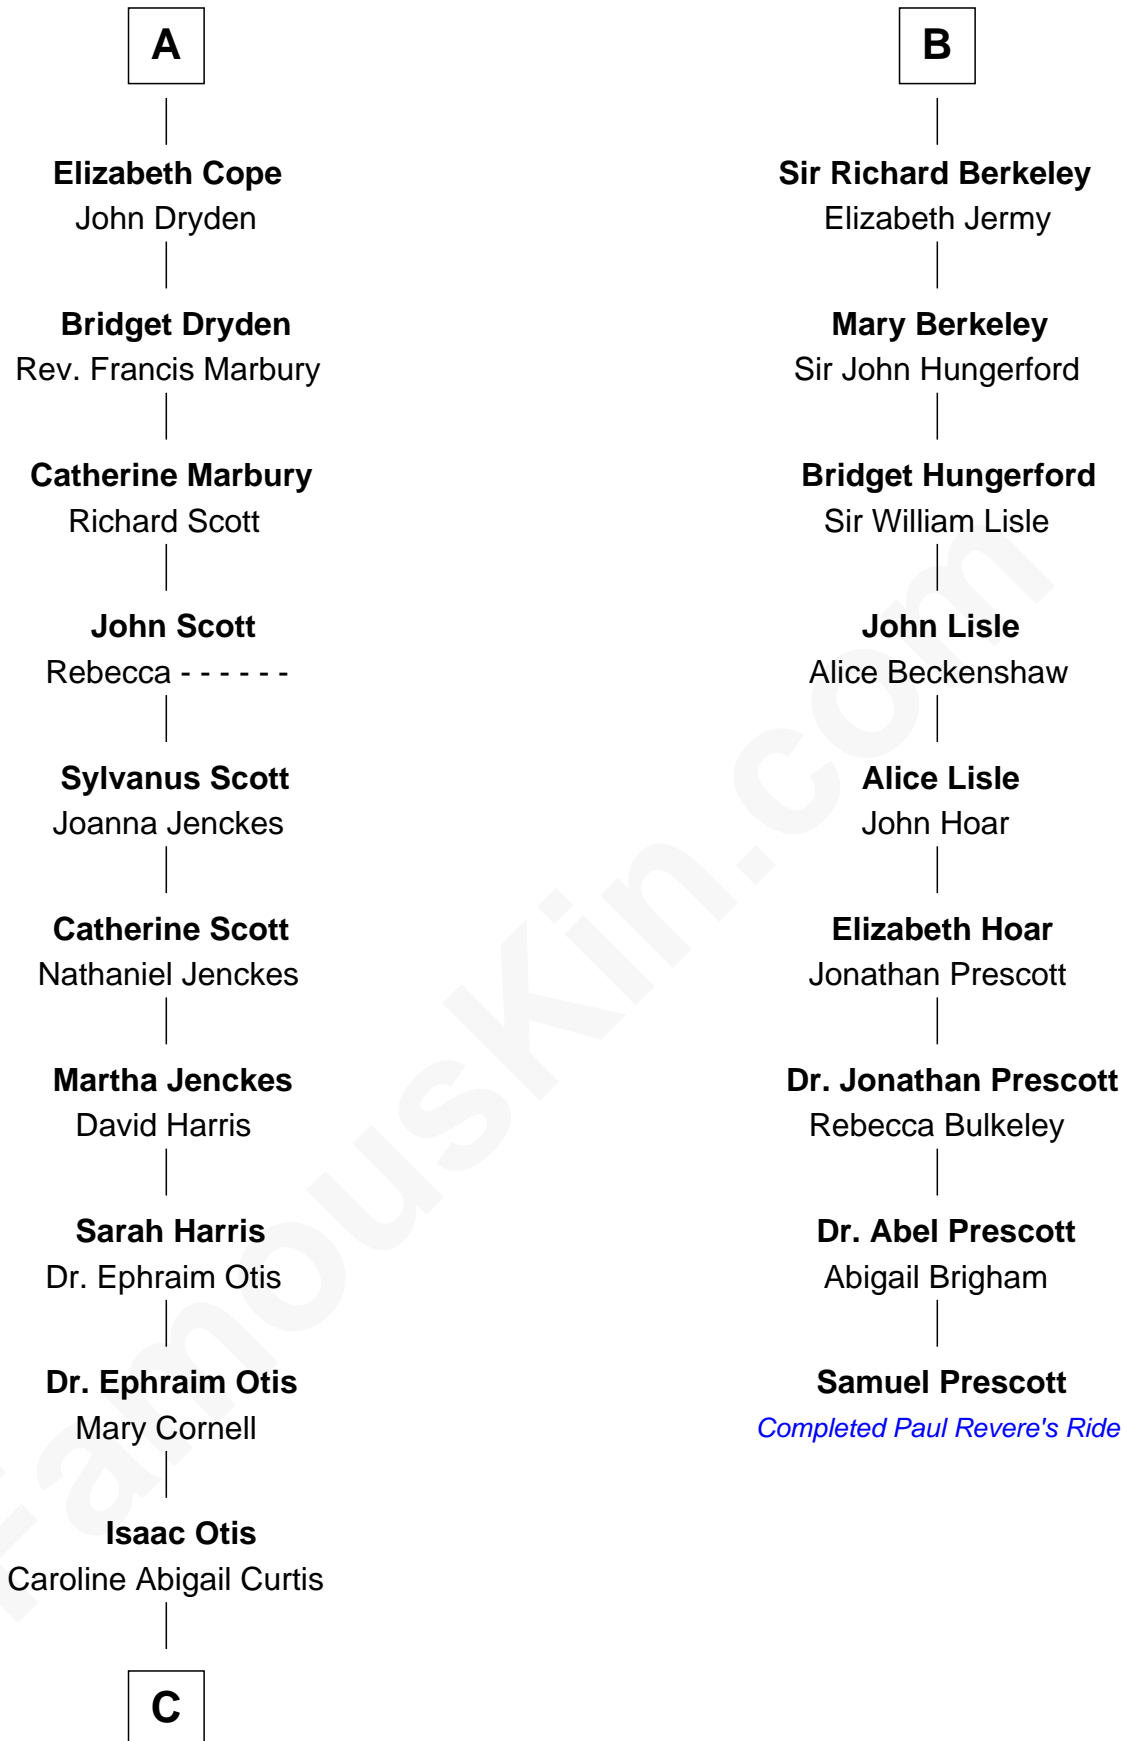 A
Elizabeth Cope
John Dryden
Bridget Dryden
Rev. Francis Marbury
Catherine Marbury
Richard Scott
John Scott
Rebecca - - - - - -
Sylvanus Scott
Joanna Jenckes
Catherine Scott
Nathaniel Jenckes
Martha Jenckes
David Harris
Sarah Harris
Dr. Ephraim Otis
Dr. Ephraim Otis
Mary Cornell
Isaac Otis
Caroline Abigail Curtis
C
B
Sir Richard Berkeley
Elizabeth Jermy
Mary Berkeley
Sir John Hungerford
Bridget Hungerford
Sir William Lisle
John Lisle
Alice Beckenshaw
Alice Lisle
John Hoar
Elizabeth Hoar
Jonathan Prescott
Dr. Jonathan Prescott
Rebecca Bulkeley
Dr. Abel Prescott
Abigail Brigham
Samuel Prescott
Completed Paul Revere's Ride
FamousKin.com